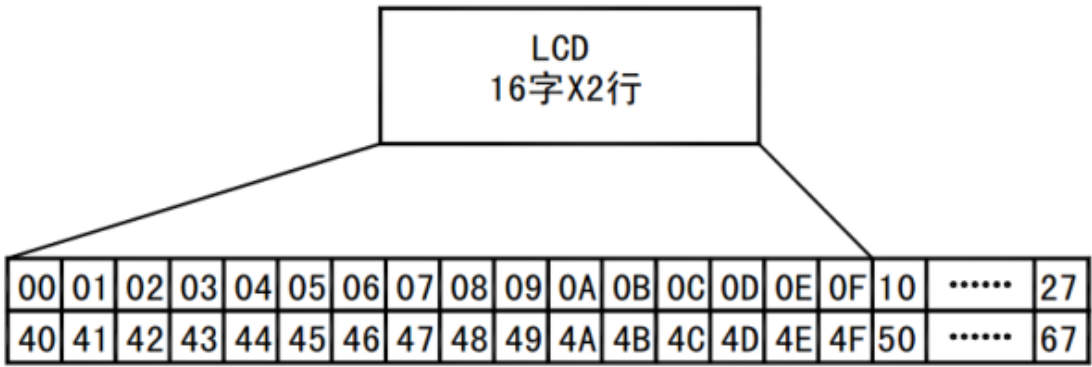 LCD
16字X2行
00 01 02 03 04 05 06 07 08 09 0A 0B 0C 0D 0E 0F 10 ······ 27
40 41 42 43 44 45 46 47 48 49 4A 4B 4C 4D 4E 4F 50 ······ 67